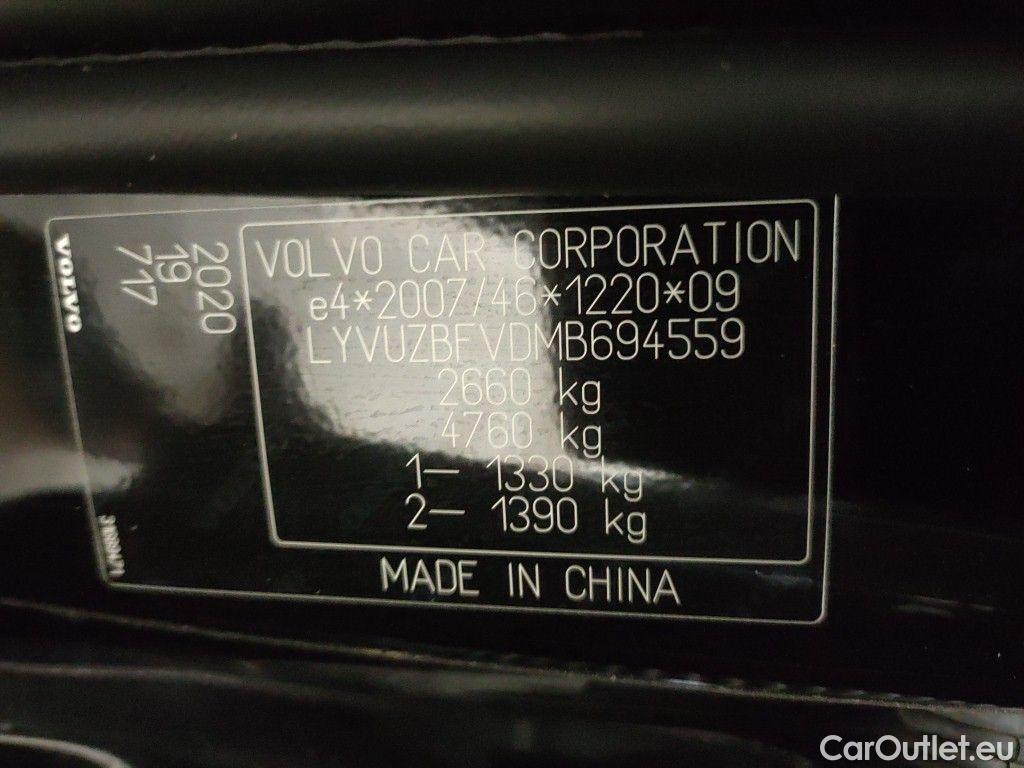 VOLVO
2020
19
717
VOLVO CAR CORPORATION
e4*2007/46*1220*09
LYVUZBFVDMB694559
2660 kg
4760 kg
1– 1330 kg
2– 1390 kg
MADE IN CHINA
CarOutlet.eu